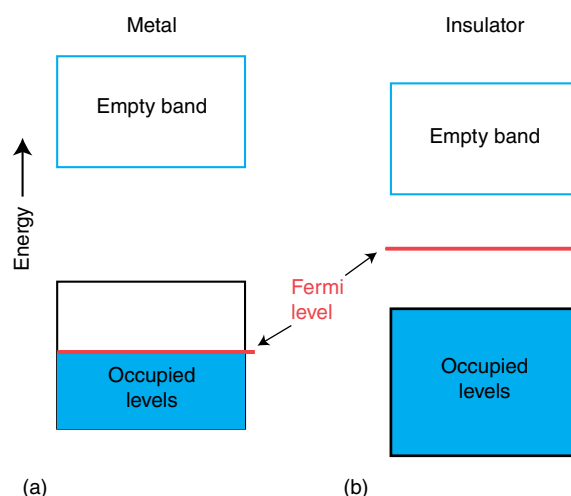 Metal
Insulator
Empty band
Empty band
Energy
Fermi
level
Occupied
levels
Occupied
levels
(a)
(b)